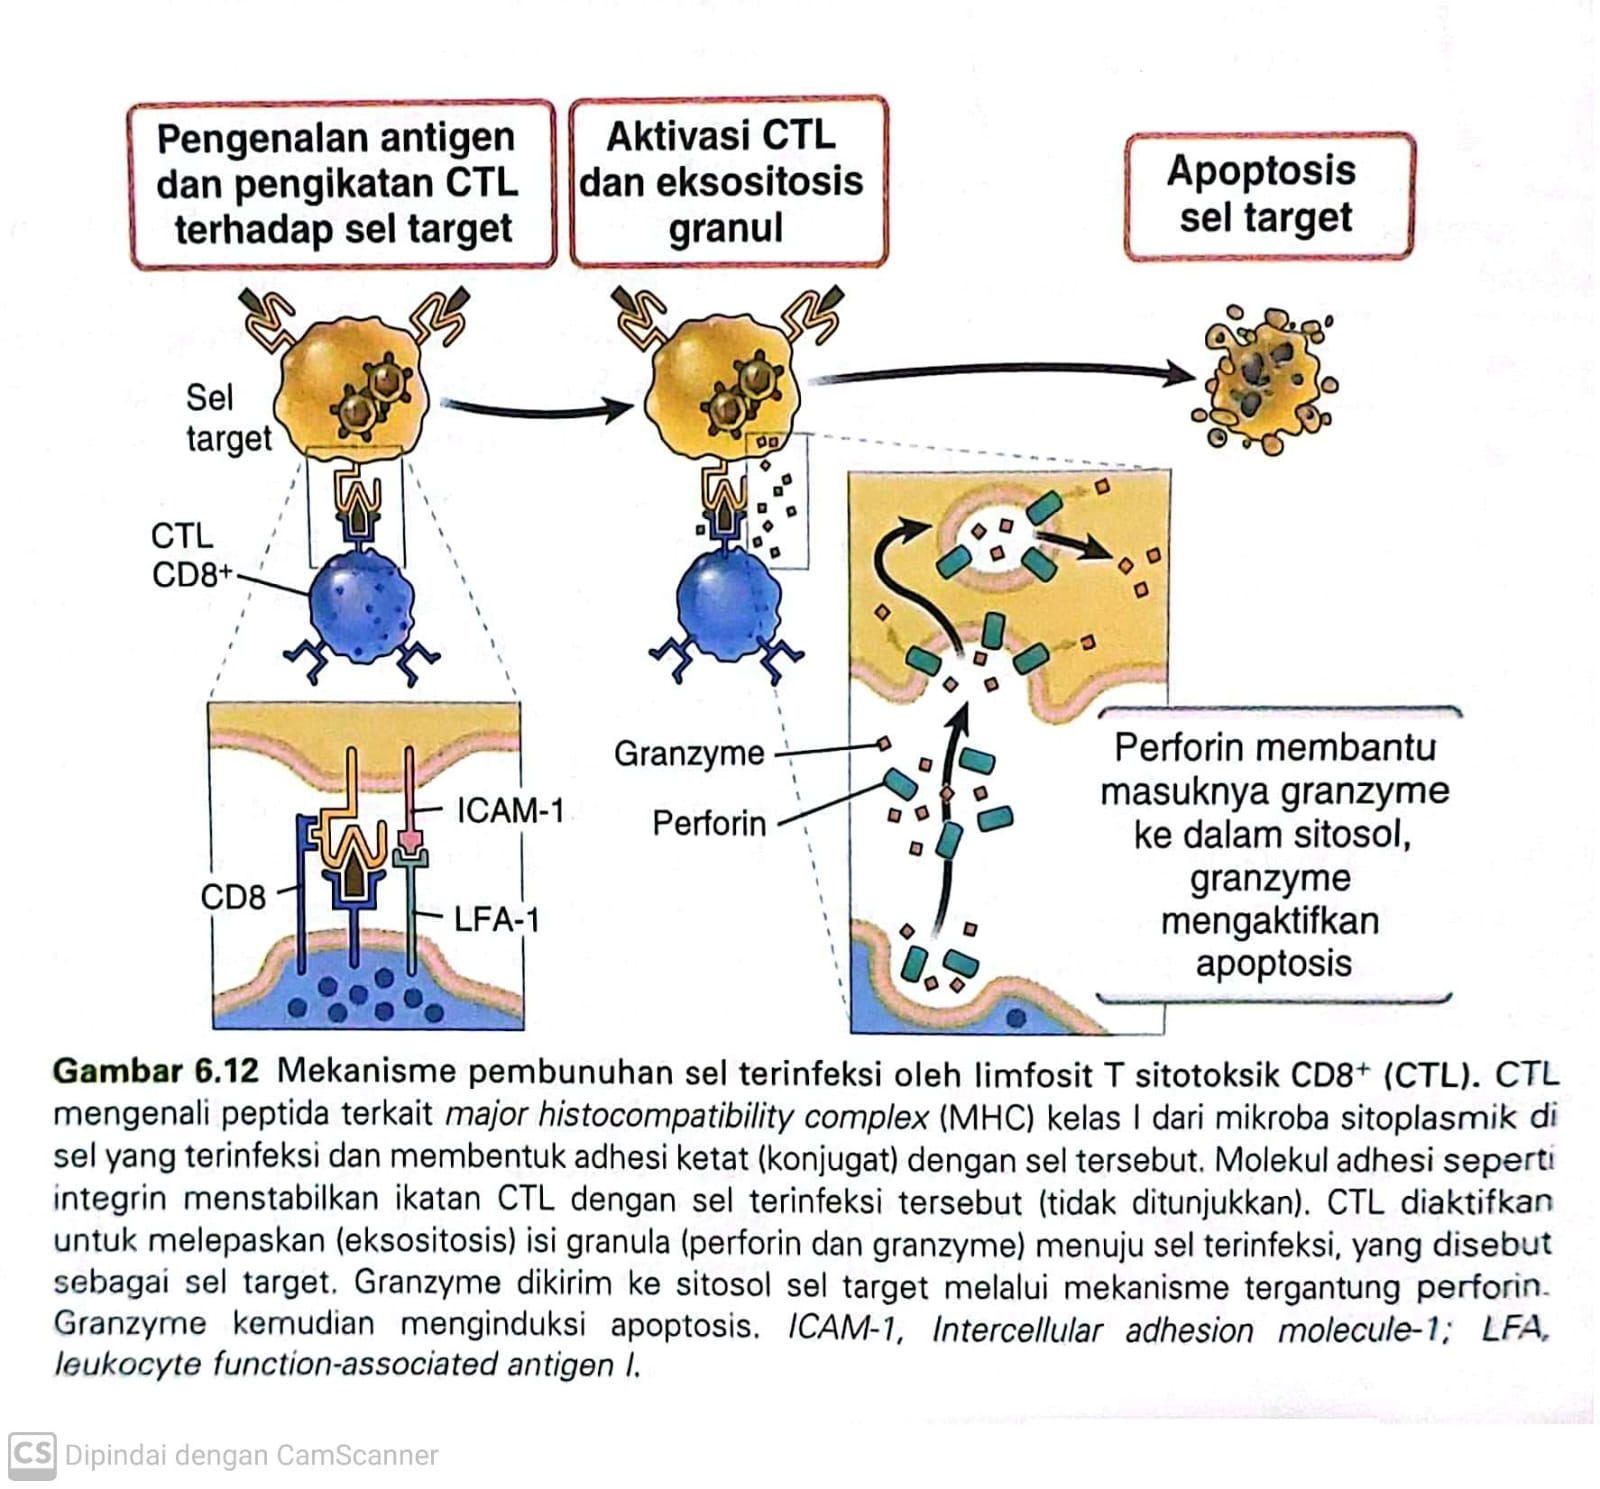 Pengenalan antigen
dan pengikatan CTL
terhadap sel target
Aktivasi CTL
dan eksositosis
granul
Apoptosis
sel target
Sel
target
CTL
CD8+
ICAM-1
CD8
LFA-1
Granzyme
Perforin
Perforin membantu
masuknya granzyme
ke dalam sitosol,
granzyme
mengaktifkan
apoptosis
Gambar 6.12 Mekanisme pembunuhan sel terinfeksi oleh limfosit T sitotoksik CD8⁺ (CTL). CTL
mengenali peptida terkait major histocompatibility complex (MHC) kelas I dari mikroba sitoplasmik di
sel yang terinfeksi dan membentuk adhesi ketat (konjugat) dengan sel tersebut. Molekul adhesi seperti
integrin menstabilkan ikatan CTL dengan sel terinfeksi tersebut (tidak ditunjukkan). CTL diaktifkan
untuk melepaskan (eksositosis) isi granula (perforin dan granzyme) menuju sel terinfeksi, yang disebut
sebagai sel target. Granzyme dikirim ke sitosol sel target melalui mekanisme tergantung perforin.
Granzyme kemudian menginduksi apoptosis. ICAM-1, Intercellular adhesion molecule-1; LFA,
leukocyte function-associated antigen I.
CS Dipindai dengan CamScanner